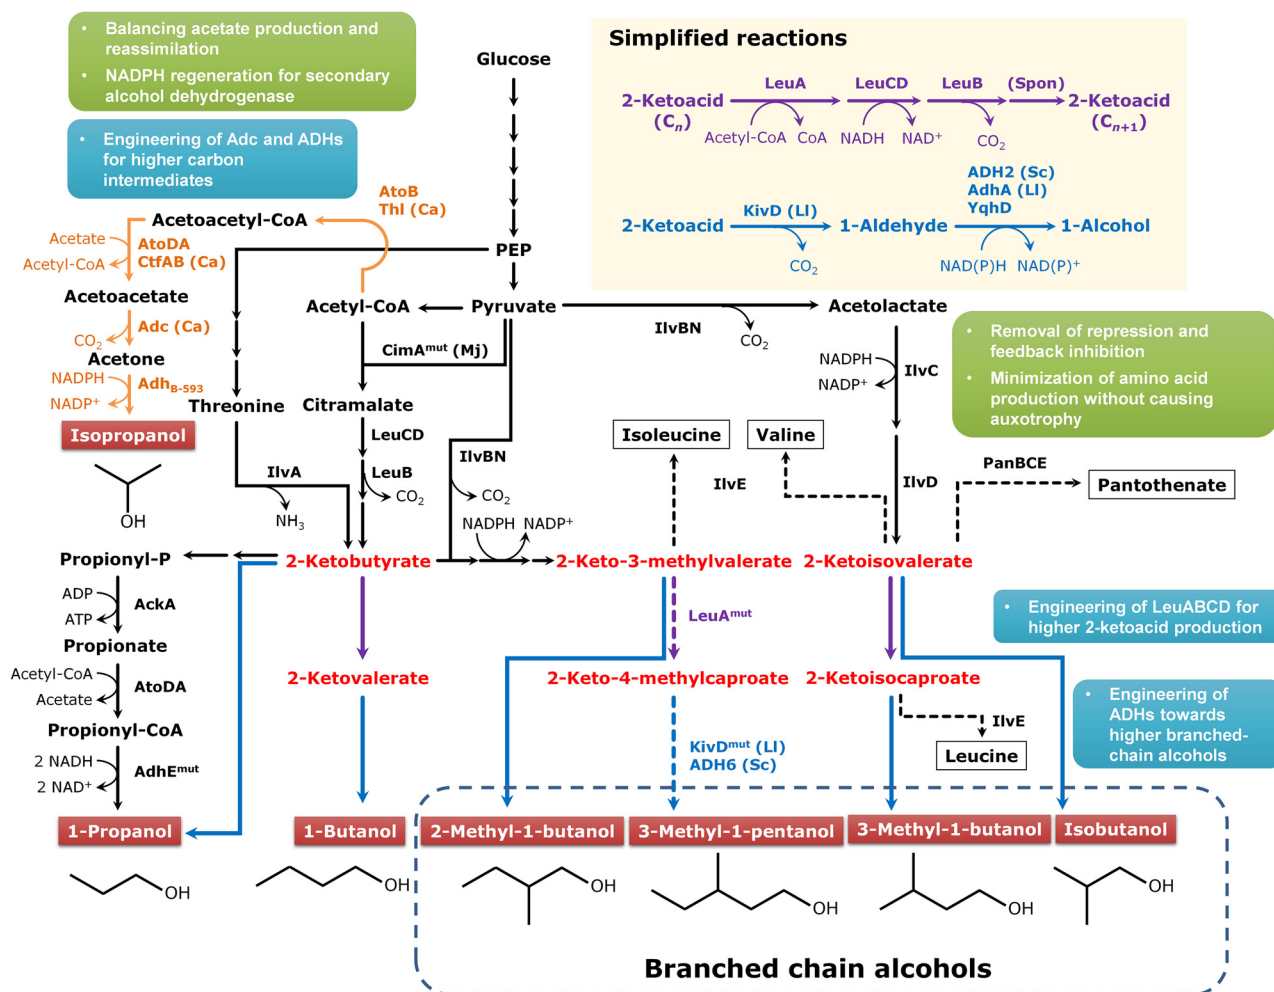 • Balancing acetate production and
reassimilation
• NADPH regeneration for secondary
alcohol dehydrogenase
• Engineering of Adc and ADHs
for higher carbon
intermediates
Glucose
Simplified reactions
LeuA
LeuCD
LeuB
(Spon)
2-Ketoacid
(Cn)
2-Ketoacid
(Cn+1)
Acetyl-CoA
CoA
NADH
NAD+
CO2
ADH2 (Sc)
AdhA (Ll)
YqhD
KivD (Ll)
2-Ketoacid
1-Aldehyde
1-Alcohol
CO2
NAD(P)H
NAD(P)+
AtoB
Thl (Ca)
Acetoacetyl-CoA
Acetate
Acetyl-CoA
AtoDA
CtfAB (Ca)
PEP
Acetoacetate
Acetyl-CoA
Pyruvate
Acetolactate
IlvBN
CO2
CO2
Adc (Ca)
Acetone
NADPH
NADP+
AdhB-593
CimAmut (Mj)
NADPH
NADP+
IlvC
• Removal of repression and
feedback inhibition
• Minimization of amino acid
production without causing
auxotrophy
Threonine
Citramalate
Isopropanol
LeuCD
IlvBN
Isoleucine
Valine
OH
IlvA
NH3
LeuB
CO2
CO2
IlvE
IlvD
PanBCE
Pantothenate
NADPH
NADP+
Propionyl-P
2-Ketobutyrate
2-Keto-3-methylvalerate
2-Ketoisovalerate
ADP
ATP
AckA
LeuAmut
• Engineering of LeuABCD for
higher 2-ketoacid production
Propionate
Acetyl-CoA
Acetate
AtoDA
2-Ketovalerate
2-Keto-4-methylcaproate
2-Ketoisocaproate
• Engineering of
ADHs towards
higher branched-
chain alcohols
Propionyl-CoA
IlvE
Leucine
2 NADH
2 NAD+
AdhEmut
KivDmut (Ll)
ADH6 (Sc)
1-Propanol
1-Butanol
2-Methyl-1-butanol
3-Methyl-1-pentanol
3-Methyl-1-butanol
Isobutanol
OH
OH
OH
OH
OH
OH
Branched chain alcohols